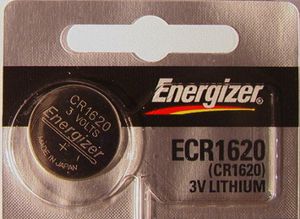 CR1620
3 VOLTS
Energizer
+
MADE IN JAPAN
Energizer
ECR1620
(CR1620)
3V LITHIUM